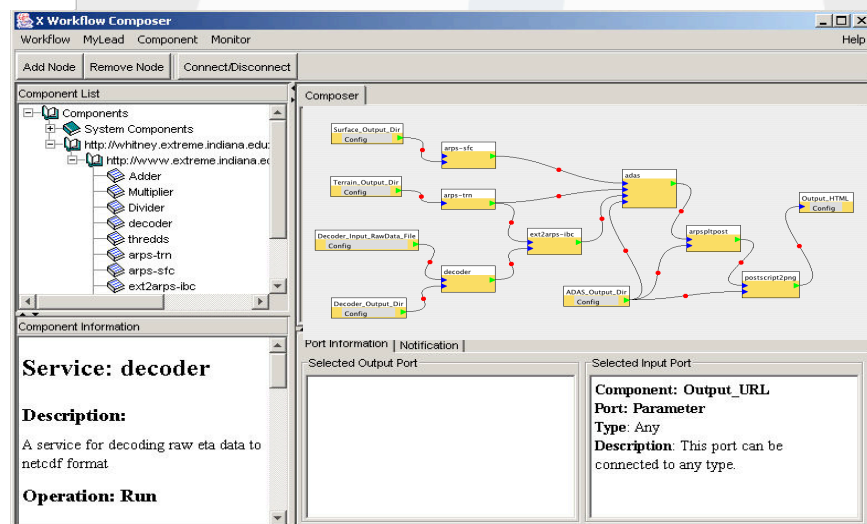 X Workflow Composer
Workflow MyLead Component Monitor Help
Add Node Remove Node Connect/Disconnect
Component List
Components
System Components
http://whitney.extreme.indiana.edu:
http://www.extreme.indiana.ed
Adder
Multiplier
Divider
decoder
thredds
arps-trn
arps-sfc
ext2arps-ibc
Component Information
Service: decoder
Description:
A service for decoding raw eta data to
netcdf format
Operation: Run
Composer
Surface_Output_Dir
Config
arps-sfc
Terrain_Output_Dir
Config
arps-trn
adas
Output_HTML
Config
Decoder_Input_RawData_File
Config
ext2arps-ibc
arpspltpost
decoder
postscript2png
Decoder_Output_Dir
Config
ADAS_Output_Dir
Config
Port Information Notification
Selected Output Port
Selected Input Port
Component: Output_URL
Port: Parameter
Type: Any
Description: This port can be
connected to any type.